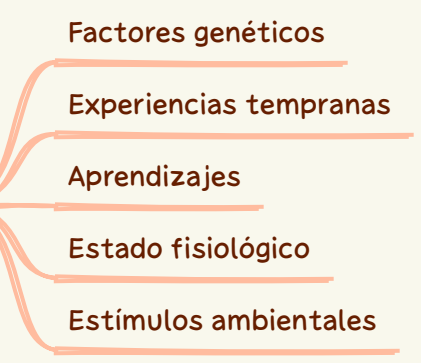 Factores genéticos
Experiencias tempranas
Aprendizajes
Estado fisiológico
Estímulos ambientales